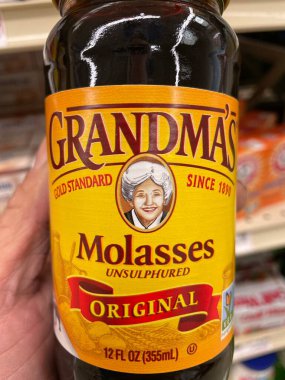 GRANDMA'S
GOLD STANDARD
SINCE 1890
Molasses
UNSULPHURED
ORIGINAL
12 FL OZ (355mL) U